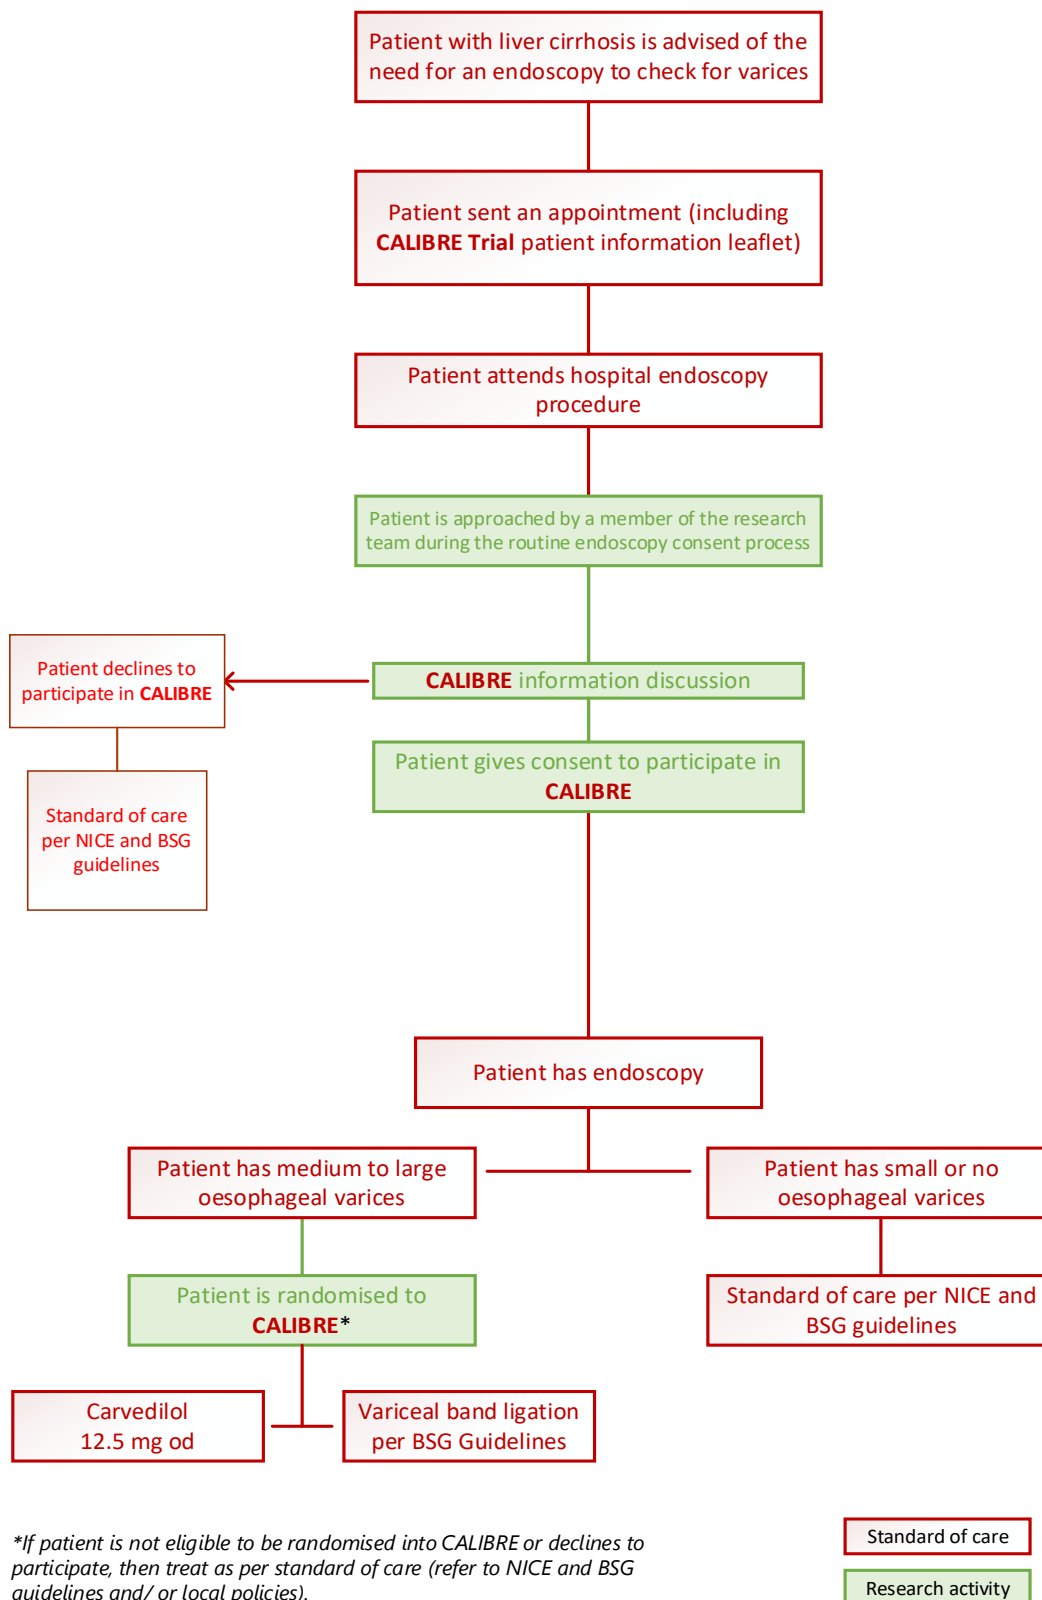 Patient with liver cirrhosis is advised of the
need for an endoscopy to check for varices
Patient sent an appointment (including
CALIBRE Trial patient information leaflet)
Patient attends hospital endoscopy
procedure
Patient is approached by a member of the research
team during the routine endoscopy consent process
CALIBRE information discussion
Patient declines to
participate in CALIBRE
Standard of care
per NICE and BSG
guidelines
Patient gives consent to participate in
CALIBRE
Patient has endoscopy
Patient has medium to large
oesophageal varices
Patient has small or no
oesophageal varices
Patient is randomised to
CALIBRE*
Standard of care per NICE and
BSG guidelines
Carvedilol
12.5 mg od
Variceal band ligation
per BSG Guidelines
*If patient is not eligible to be randomised into CALIBRE or declines to
participate, then treat as per standard of care (refer to NICE and BSG
guidelines and/ or local policies).
Standard of care
Research activity